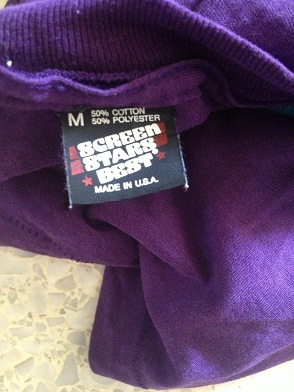 M 50% COTTON
50% POLYESTER
SCREEN
STARS
BEST
MADE IN U.S.A.